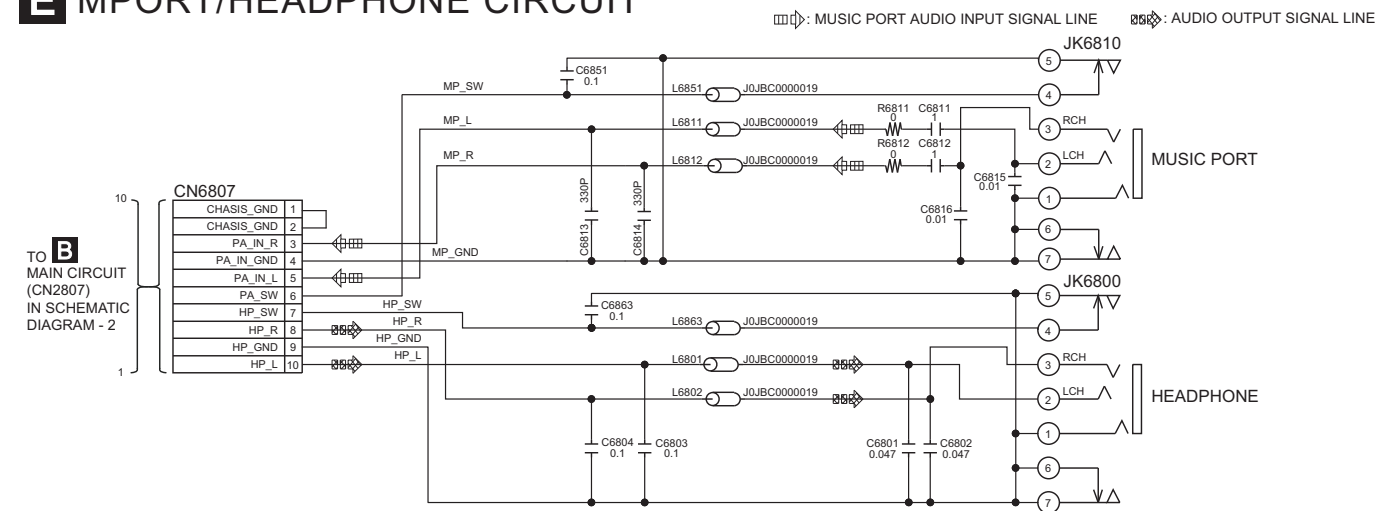 E MPORT/HEADPHONE CIRCUIT
: MUSIC PORT AUDIO INPUT SIGNAL LINE
: AUDIO OUTPUT SIGNAL LINE
JK6810
C6851
0.1
5
MP_SW
L6851
J0JBC0000019
4
MP_L
L6811
J0JBC0000019
R6811
0
C6811
1
3
RCH
MP_R
L6812
J0JBC0000019
R6812
0
C6812
1
2
LCH
MUSIC PORT
C6815
0.01
1
C6816
0.01
6
330P
C6813
330P
C6814
MP_GND
7
10
CN6807
CHASIS_GND 1
CHASIS_GND 2
PA_IN_R 3
PA_IN_GND 4
PA_IN_L 5
PA_SW 6
HP_SW 7
HP_R 8
HP_GND 9
HP_L 10
1
TO B
MAIN CIRCUIT
(CN2807)
IN SCHEMATIC
DIAGRAM - 2
JK6800
5
HP_SW
C6863
0.1
L6863
J0JBC0000019
4
HP_R
HP_GND
HP_L
L6801
J0JBC0000019
3
RCH
L6802
J0JBC0000019
2
LCH
HEADPHONE
C6804
0.1
C6803
0.1
C6801
0.047
C6802
0.047
1
6
7